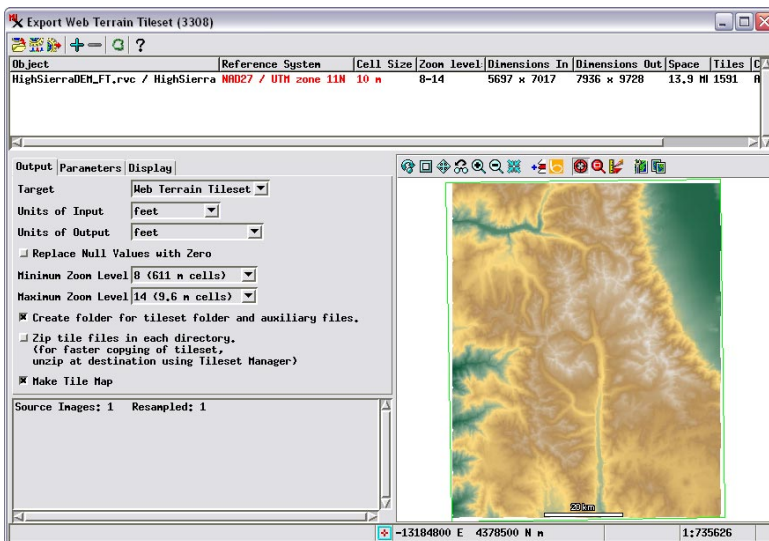 Export Web Terrain Tileset (3308)
?
Object Reference System Cell Size Zoom level Dimensions In Dimensions Out Space Tiles C
HighSierraDEM_FT.rvc / HighSierra NAD27 / UTM zone 11N 10 m 8-14 5697 x 7017 7936 x 9728 13.9 M 1591
Output Parameters Display
Target Web Terrain Tileset
Units of Input feet
Units of Output feet
Replace Null Values with Zero
Minimum Zoom Level 8 (611 m cells)
Maximum Zoom Level 14 (9.6 m cells)
Create folder for tileset folder and auxiliary files.
Zip tile files in each directory.
(for faster copying of tileset,
unzip at destination using Tileset Manager)
Make Tile Map
Source Images: 1 Resampled: 1
20 km
-13184800 E 4378500 N m 1:735626